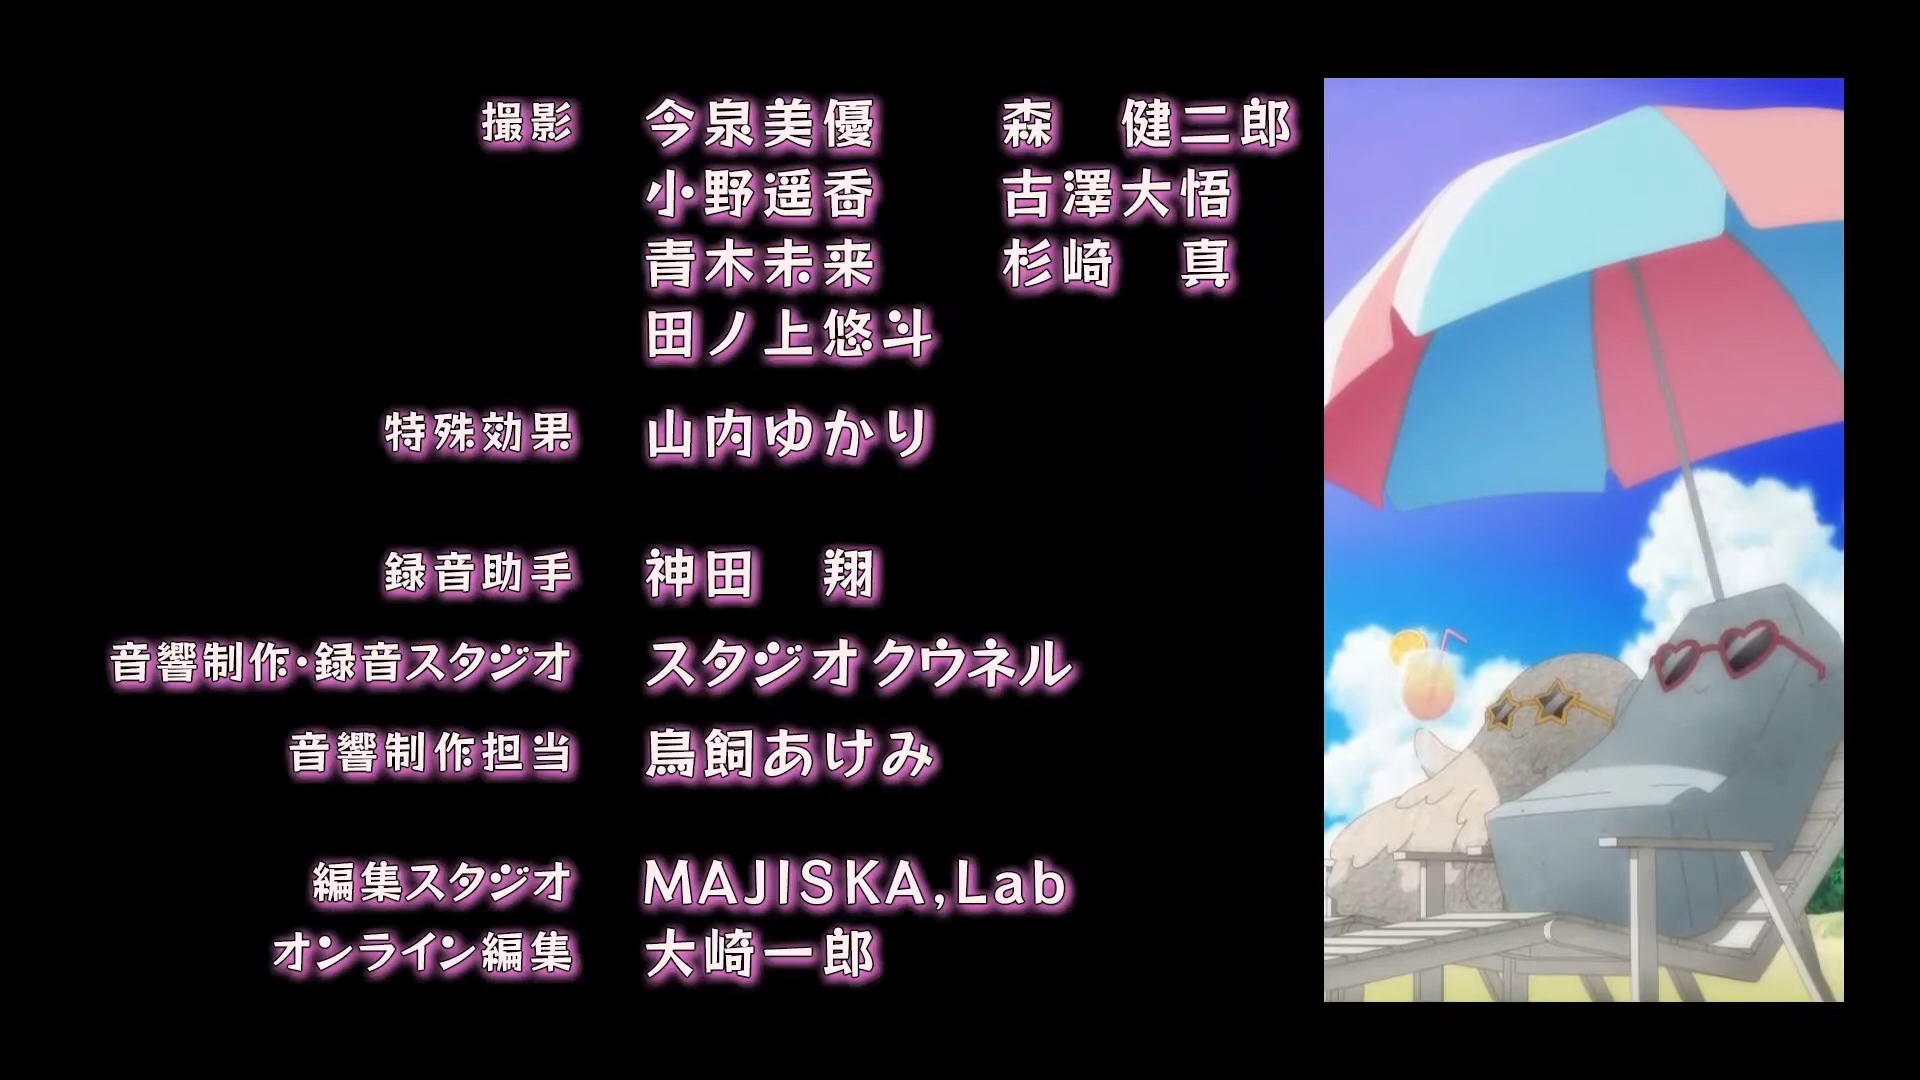 撮影 今泉美優 森　健二郎
小野遥香 古澤大悟
青木未来 杉崎　真
田ノ上悠斗
特殊効果 山内ゆかり
録音助手 神田　翔
音響制作・録音スタジオ スタジオクウネル
音響制作担当 鳥飼あけみ
編集スタジオ MAJISKA,Lab
オンライン編集 大崎一郎